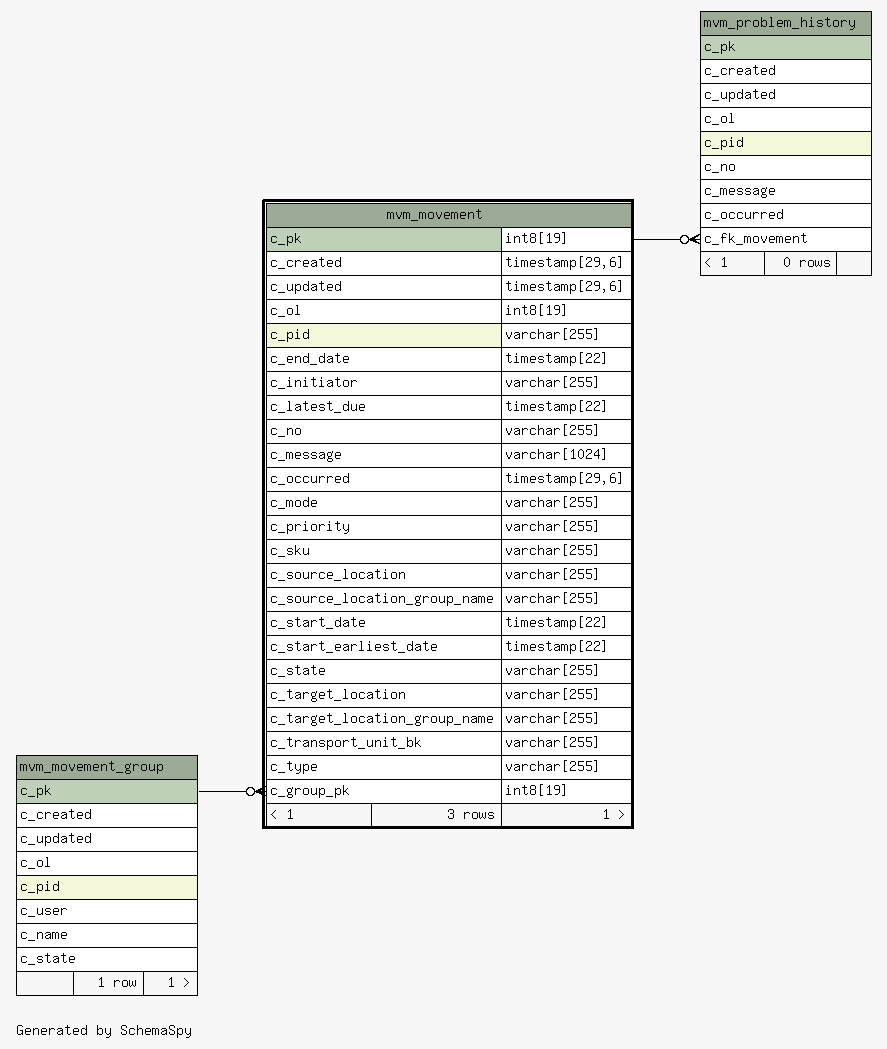 mvm_problem_history
c_pk
c_created
c_updated
c_ol
c_pid
c_no
c_message
c_occurred
c_fk_movement
< 1 0 rows
mvm_movement
c_pk int8[19]
c_created timestamp[29,6]
c_updated timestamp[29,6]
c_ol int8[19]
c_pid varchar[255]
c_end_date timestamp[22]
c_initiator varchar[255]
c_latest_due timestamp[22]
c_no varchar[255]
c_message varchar[1024]
c_occurred timestamp[29,6]
c_mode varchar[255]
c_priority varchar[255]
c_sku varchar[255]
c_source_location varchar[255]
c_source_location_group_name varchar[255]
c_start_date timestamp[22]
c_start_earliest_date timestamp[22]
c_state varchar[255]
c_target_location varchar[255]
c_target_location_group_name varchar[255]
c_transport_unit_bk varchar[255]
c_type varchar[255]
c_group_pk int8[19]
< 1 3 rows 1 >
mvm_movement_group
c_pk
c_created
c_updated
c_ol
c_pid
c_user
c_name
c_state
1 row 1 >
Generated by SchemaSpy